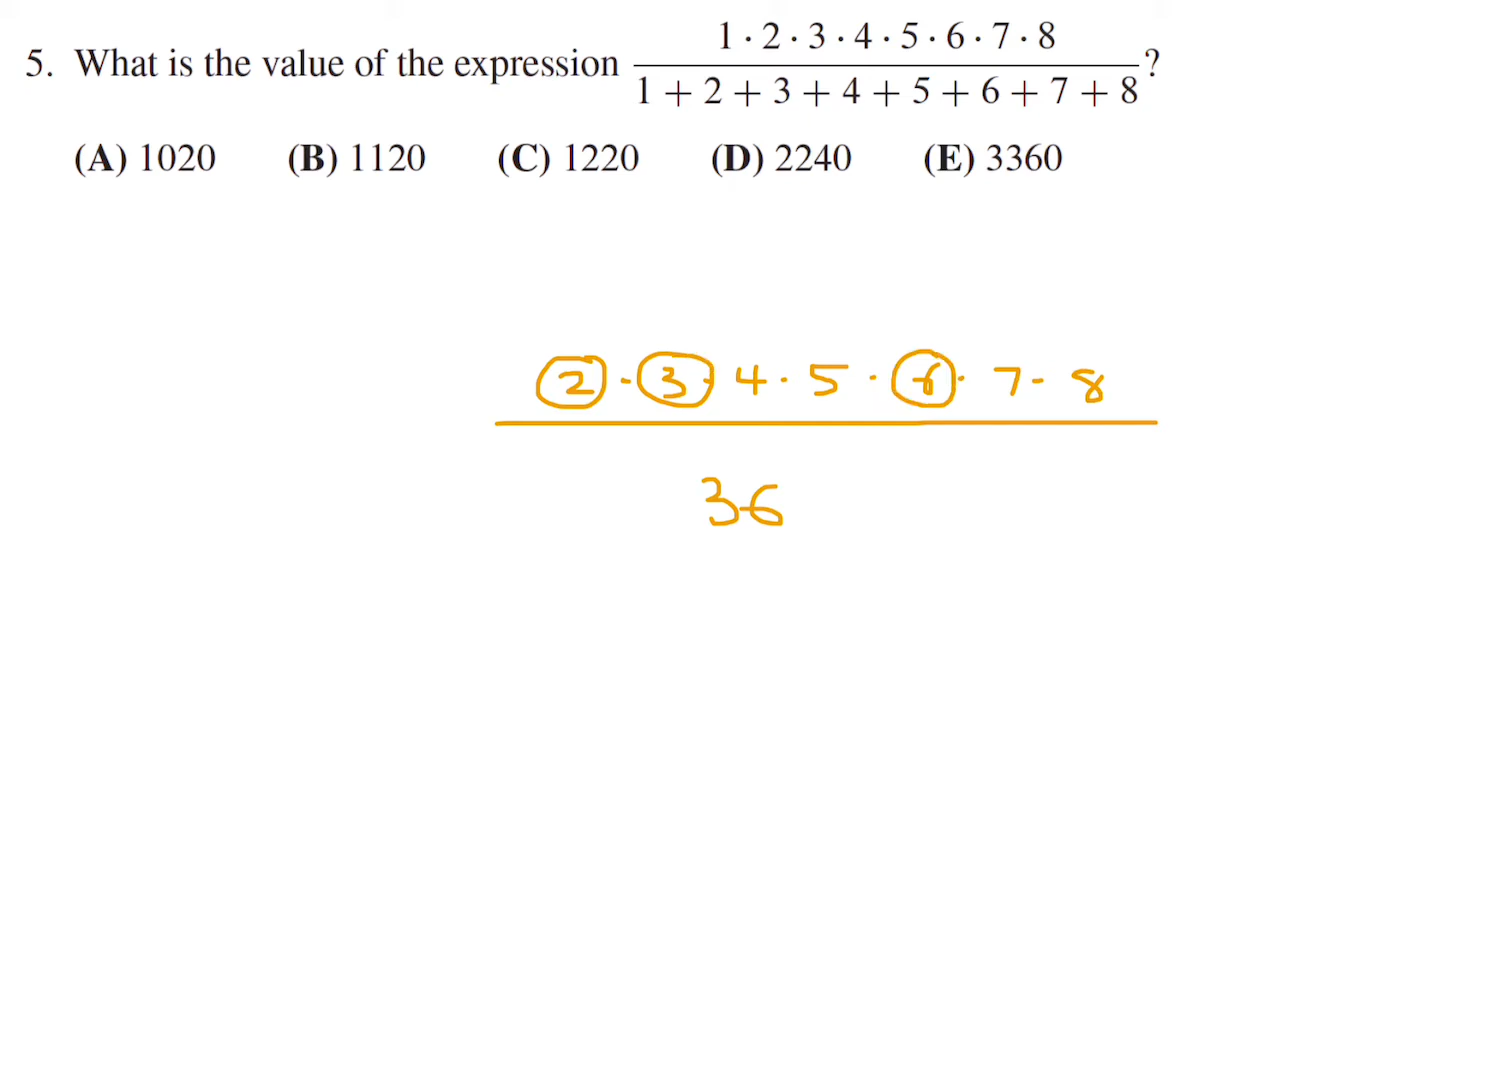 1 · 2 · 3 · 4 · 5 · 6 · 7 · 8
5. What is the value of the expression ?
1 + 2 + 3 + 4 + 5 + 6 + 7 + 8
(A) 1020 (B) 1120 (C) 1220 (D) 2240 (E) 3360
2 · 3 · 4 · 5 · 6 · 7 · 8
36